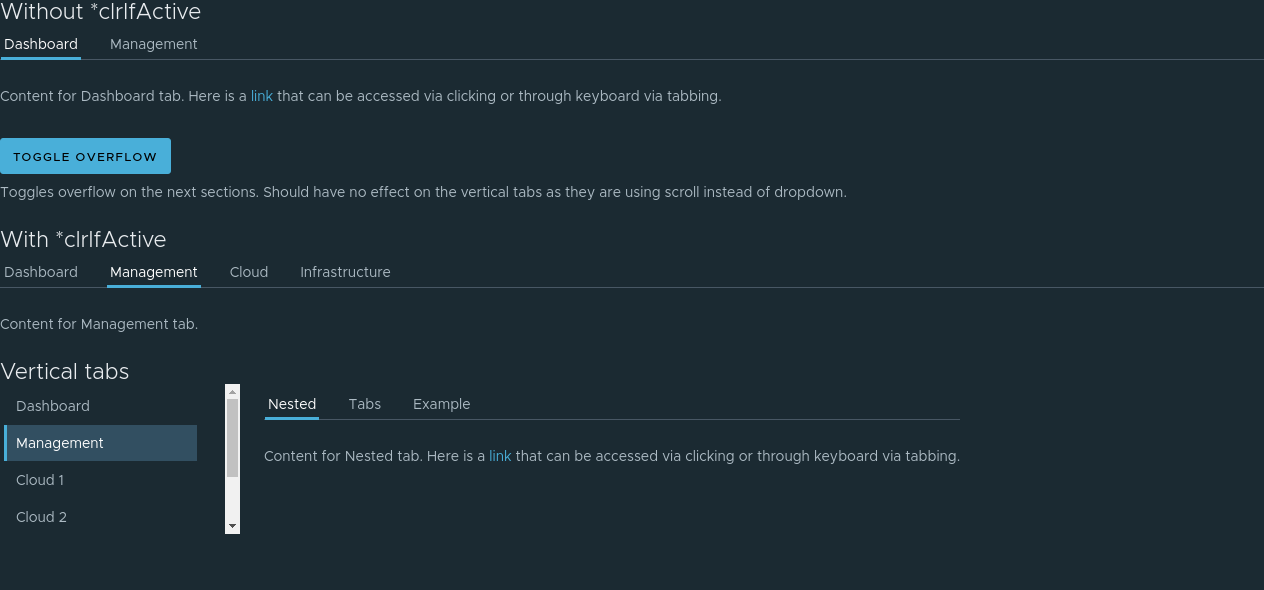 Without *clrIfActive
Dashboard Management
Content for Dashboard tab. Here is a link that can be accessed via clicking or through keyboard via tabbing.
TOGGLE OVERFLOW
Toggles overflow on the next sections. Should have no effect on the vertical tabs as they are using scroll instead of dropdown.
With *clrIfActive
Dashboard Management Cloud Infrastructure
Content for Management tab.
Vertical tabs
Dashboard
Management
Cloud 1
Cloud 2
Nested Tabs Example
Content for Nested tab. Here is a link that can be accessed via clicking or through keyboard via tabbing.